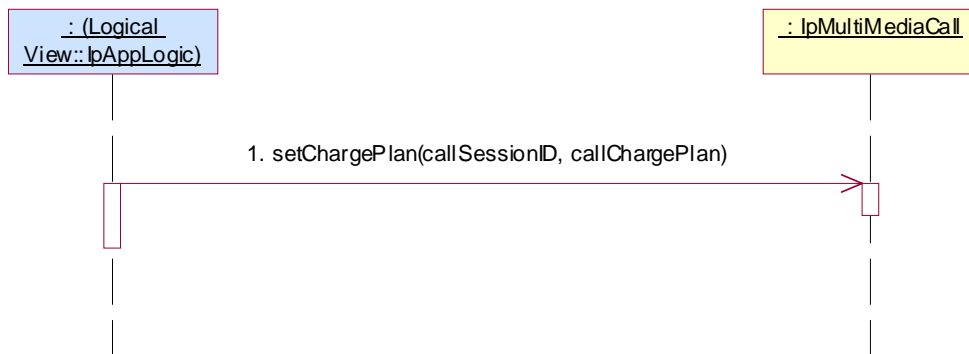 : (Logical
View::IpAppLogic)
: IpMultiMediaCall
1. setChargePlan(callSessionID, callChargePlan)